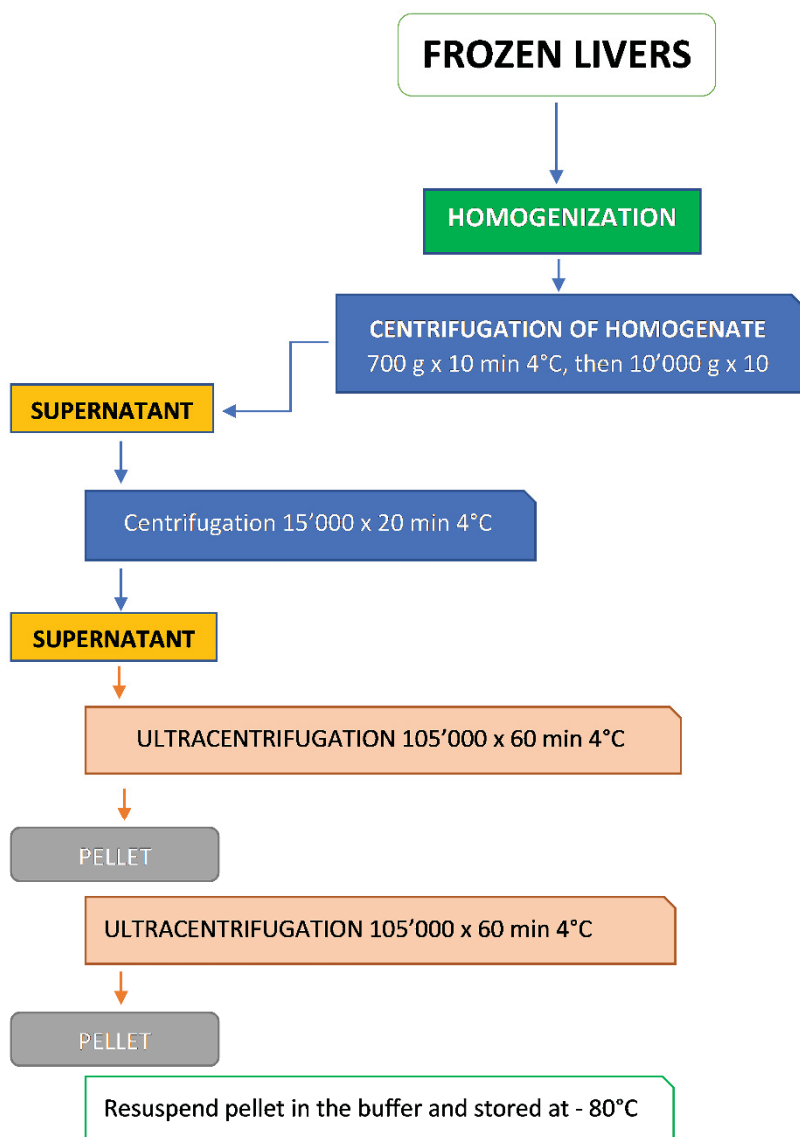 FROZEN LIVERS
HOMOGENIZATION
CENTRIFUGATION OF HOMOGENATE
700 g x 10 min 4°C, then 10’000 g x 10
SUPERNATANT
Centrifugation 15’000 x 20 min 4°C
SUPERNATANT
ULTRACENTRIFUGATION 105’000 x 60 min 4°C
PELLET
ULTRACENTRIFUGATION 105’000 x 60 min 4°C
PELLET
Resuspend pellet in the buffer and stored at - 80°C